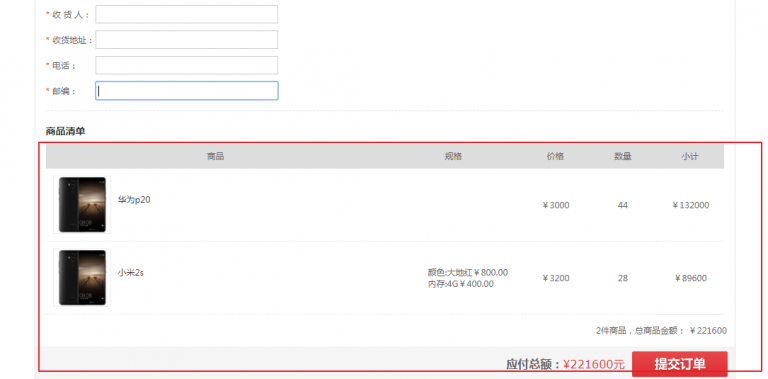 * 收 货 人：
* 收货地址：
* 电话：
* 邮编：
商品清单
商品 规格 价格 数量 小计
华为p20 ¥3000 44 ¥132000
小米2s 颜色:大地红¥800.00 ¥3200 28 ¥89600
内存:4G¥400.00
2件商品，总商品金额： ¥221600
应付总额：¥221600元 提交订单